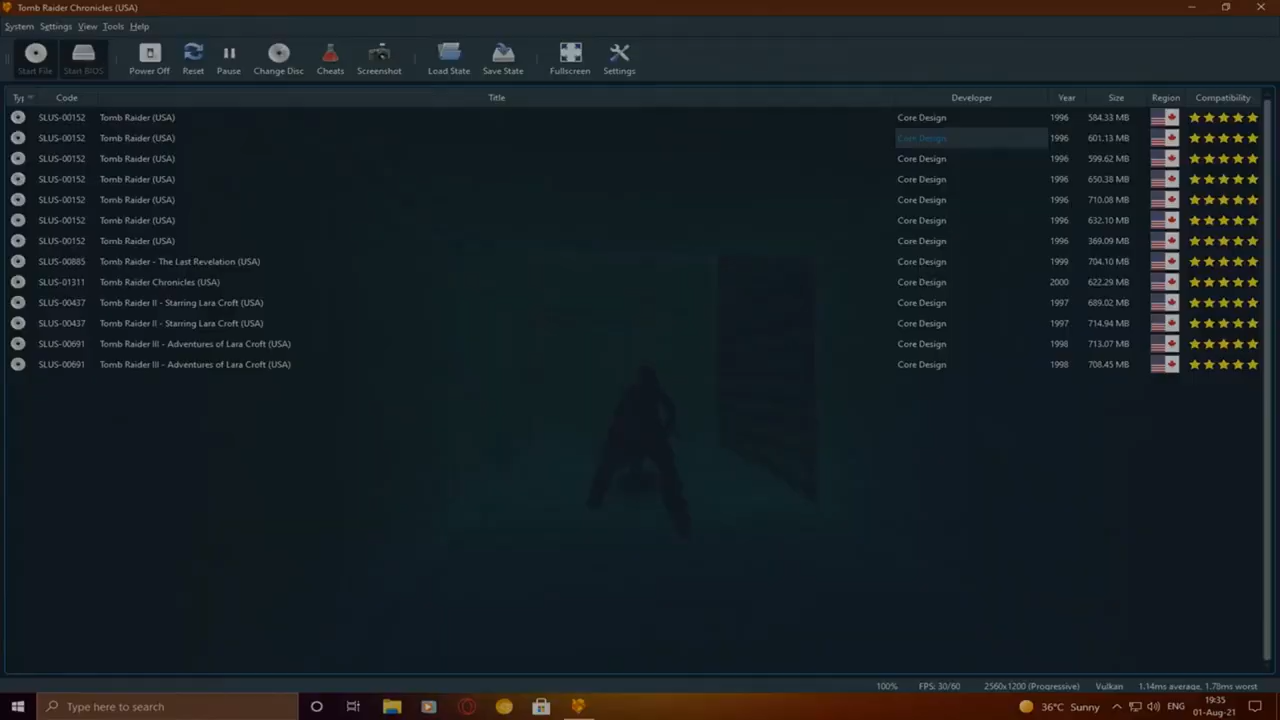 Tomb Raider Chronicles (USA)
System Settings View Tools Help
Start File Start BIOS Power Off Reset Pause Change Disc Cheats Screenshot Load State Save State Fullscreen Settings
Typ Code Title Developer Year Size Region Compatibility
SLUS-00152 Tomb Raider (USA) Core Design 1996 584.33 MB
SLUS-00152 Tomb Raider (USA) Core Design 1996 601.13 MB
SLUS-00152 Tomb Raider (USA) Core Design 1996 599.62 MB
SLUS-00152 Tomb Raider (USA) Core Design 1996 650.38 MB
SLUS-00152 Tomb Raider (USA) Core Design 1996 710.08 MB
SLUS-00152 Tomb Raider (USA) Core Design 1996 632.10 MB
SLUS-00152 Tomb Raider (USA) Core Design 1996 369.09 MB
SLUS-00885 Tomb Raider - The Last Revelation (USA) Core Design 1999 704.10 MB
SLUS-01311 Tomb Raider Chronicles (USA) Core Design 2000 622.29 MB
SLUS-00437 Tomb Raider II - Starring Lara Croft (USA) Core Design 1997 689.02 MB
SLUS-00437 Tomb Raider II - Starring Lara Croft (USA) Core Design 1997 714.94 MB
SLUS-00691 Tomb Raider III - Adventures of Lara Croft (USA) Core Design 1998 713.07 MB
SLUS-00691 Tomb Raider III - Adventures of Lara Croft (USA) Core Design 1998 708.45 MB
100% FPS: 30/60 2560x1200 (Progressive) Vulkan 1.14ms average, 1.78ms worst
Type here to search 36°C Sunny ENG 19:35
01-Aug-21